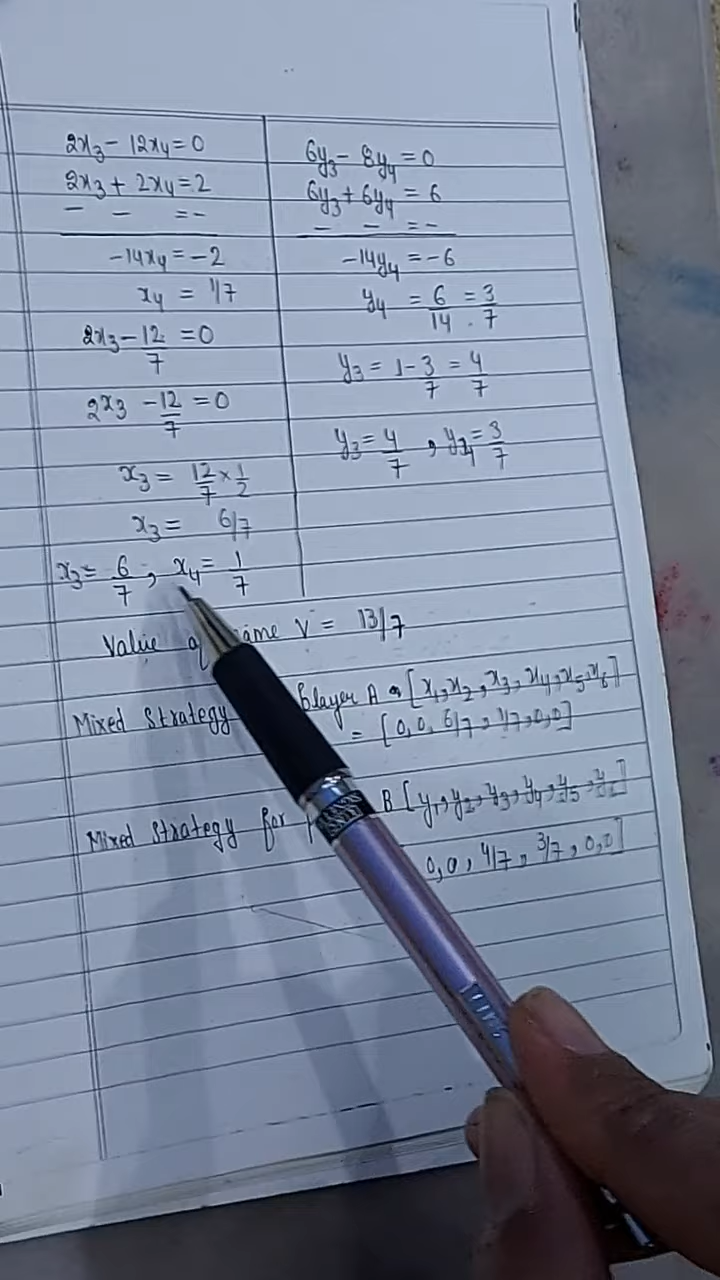 2x3 - 12x4 = 0
2x3 + 2x4 = 2
- - = -
-14x4 = -2
x4 = 1/7
2x3 - 12/7 = 0
2x3 - 12/7 = 0
x3 = 12/7 × 1/2
x3 = 6/7
x3 = 6/7, x4 = 1/7
6y3 - 8y4 = 0
6y3 + 6y4 = 6
- - = -
-14y4 = -6
y4 = 6/14 = 3/7
y3 = 1 - 3/7 = 4/7
y3 = 4/7, y4 = 3/7
Value of V = 13/7
Mixed Strategy player A [x1, x2, x3, x4, x5, x6]
= [0, 0, 6/7, 1/7, 0, 0]
Mixed Strategy for B [y1, y2, y3, y4, y5, y6]
0, 0, 4/7, 3/7, 0, 0]